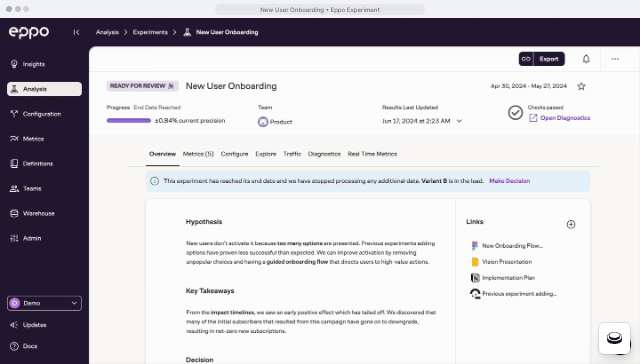 New User Onboarding • Eppo Experiment
eppo
Analysis > Experiments > New User Onboarding
Insights
Analysis
Configuration
Metrics
Definitions
Teams
Warehouse
Admin
D Demo
Updates
Docs
Export
READY FOR REVIEW
New User Onboarding
Apr 30, 2024 - May 27, 2024
Progress End Date Reached
±0.84% current precision
Team
Product
Results Last Updated
Jun 17, 2024 at 2:23 AM
Checks passed
Open Diagnostics
Overview Metrics (5) Configure Explore Traffic Diagnostics Real Time Metrics
This experiment has reached its end date and we have stopped processing any additional data. Variant B is in the lead. Make Decision
Hypothesis
New users don't activate it because too many options are presented. Previous experiments adding
options have proven less successful than expected. We can improve activation by removing
unpopular choices and having a guided onboarding flow that directs users to high-value actions.
Key Takeaways
From the impact timelines, we saw an early positive effect which has tailed off. We discovered that
many of the initial subscribers that resulted from this campaign have gone on to downgrade,
resulting in net-zero new subscriptions.
Decision
Links
New Onboarding Flow...
Vision Presentation
Implementation Plan
Previous experiment adding...